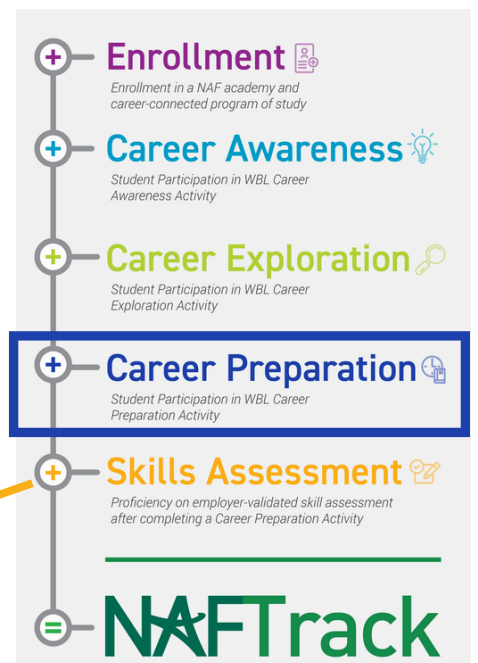 Enrollment
Enrollment in a NAF academy and
career-connected program of study
Career Awareness
Student Participation in WBL Career
Awareness Activity
Career Exploration
Student Participation in WBL Career
Exploration Activity
Career Preparation
Student Participation in WBL Career
Preparation Activity
Skills Assessment
Proficiency on employer-validated skill assessment
after completing a Career Preparation Activity
NAFTrack